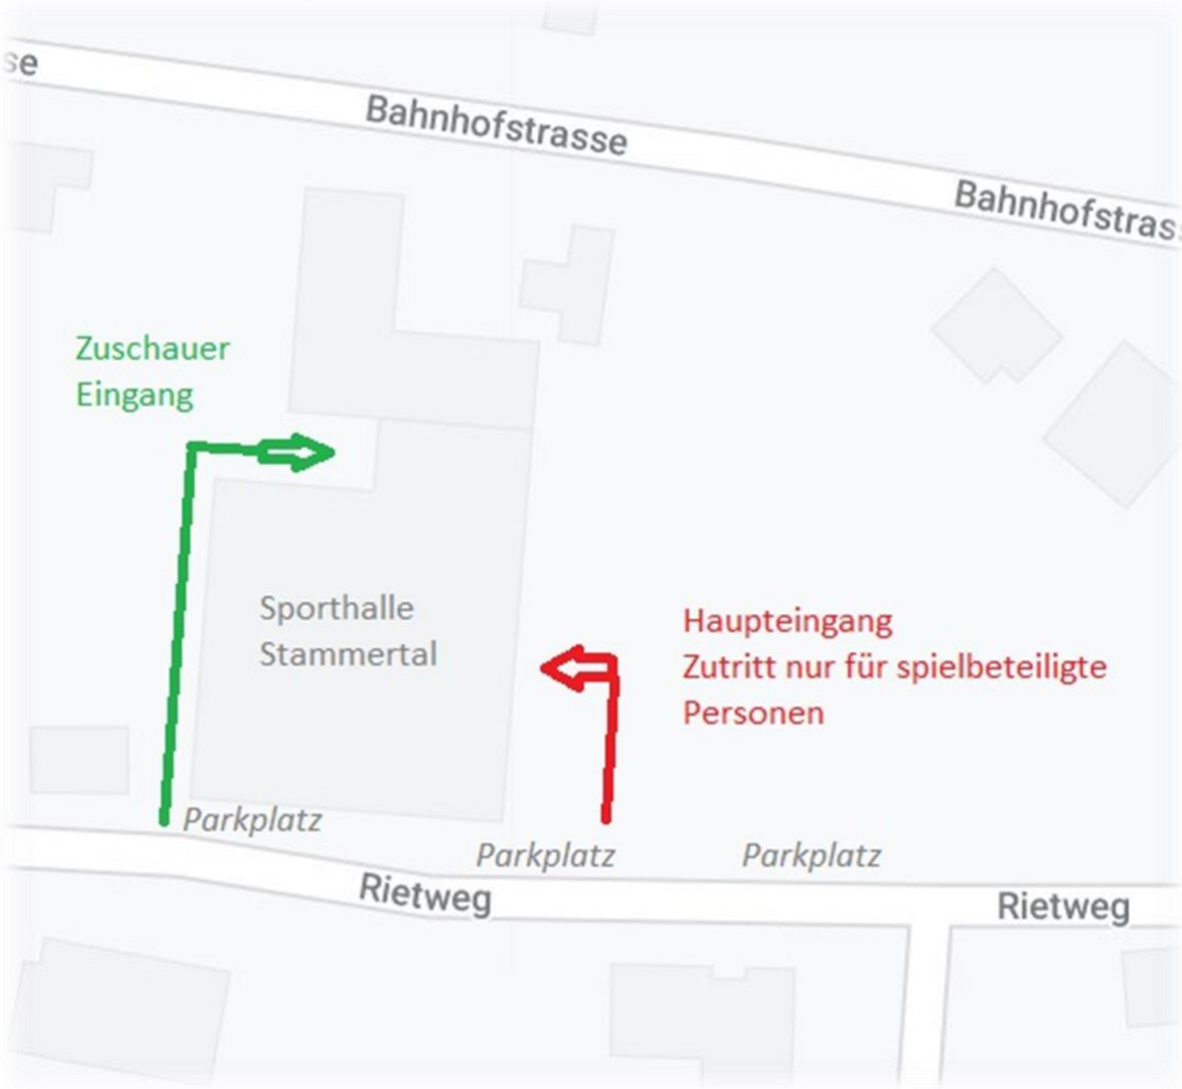 se
Bahnhofstrasse
Bahnhofstras
Zuschauer
Eingang
Sporthalle
Stammertal
Haupteingang
Zutritt nur für spielbeteiligte
Personen
Parkplatz
Parkplatz
Parkplatz
Rietweg
Rietweg